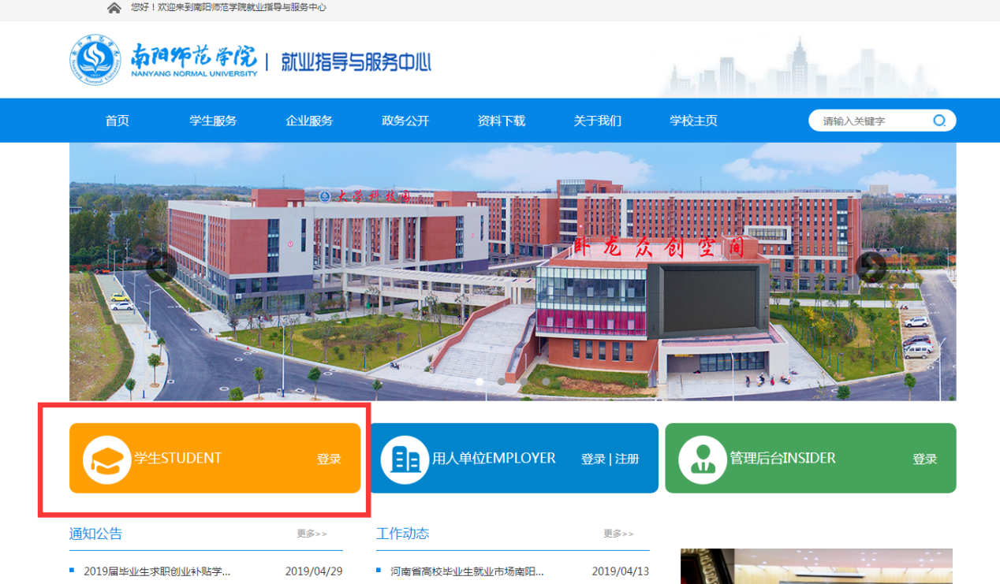 您好！欢迎来到南阳师范学院就业指导与服务中心
南阳师范学院
NANYANG NORMAL UNIVERSITY
就业指导与服务中心
首页 学生服务 企业服务 政务公开 资料下载 关于我们 学校主页 请输入关键字
大学科技园
卧龙众创空间
学生STUDENT 登录
用人单位EMPLOYER 登录 | 注册
管理后台INSIDER 登录
通知公告 更多>>
2019届毕业生求职创业补贴学... 2019/04/29
工作动态 更多>>
河南省高校毕业生就业市场南阳... 2019/04/13